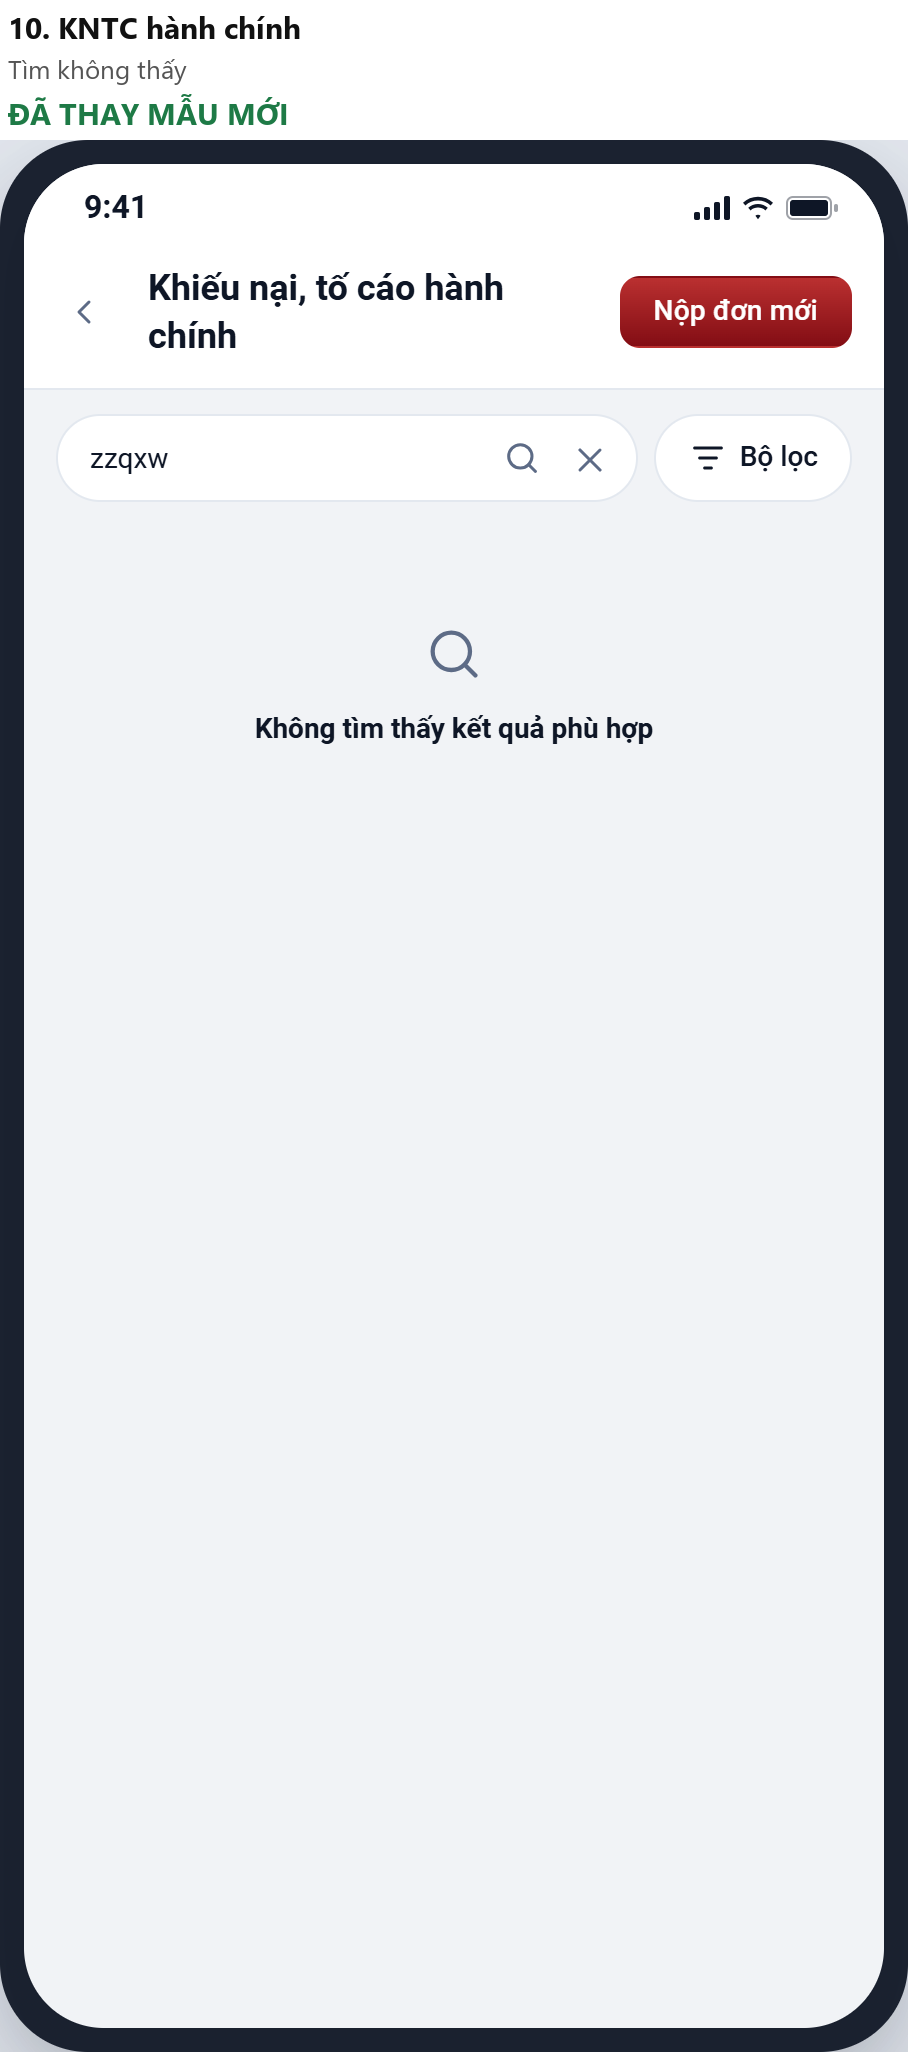 10. KNTC hành chính
Tìm không thấy
ĐÃ THAY MẪU MỚI
9:41
Khiếu nại, tố cáo hành
chính
Nộp đơn mới
zzqxw
Bộ lọc
Không tìm thấy kết quả phù hợp